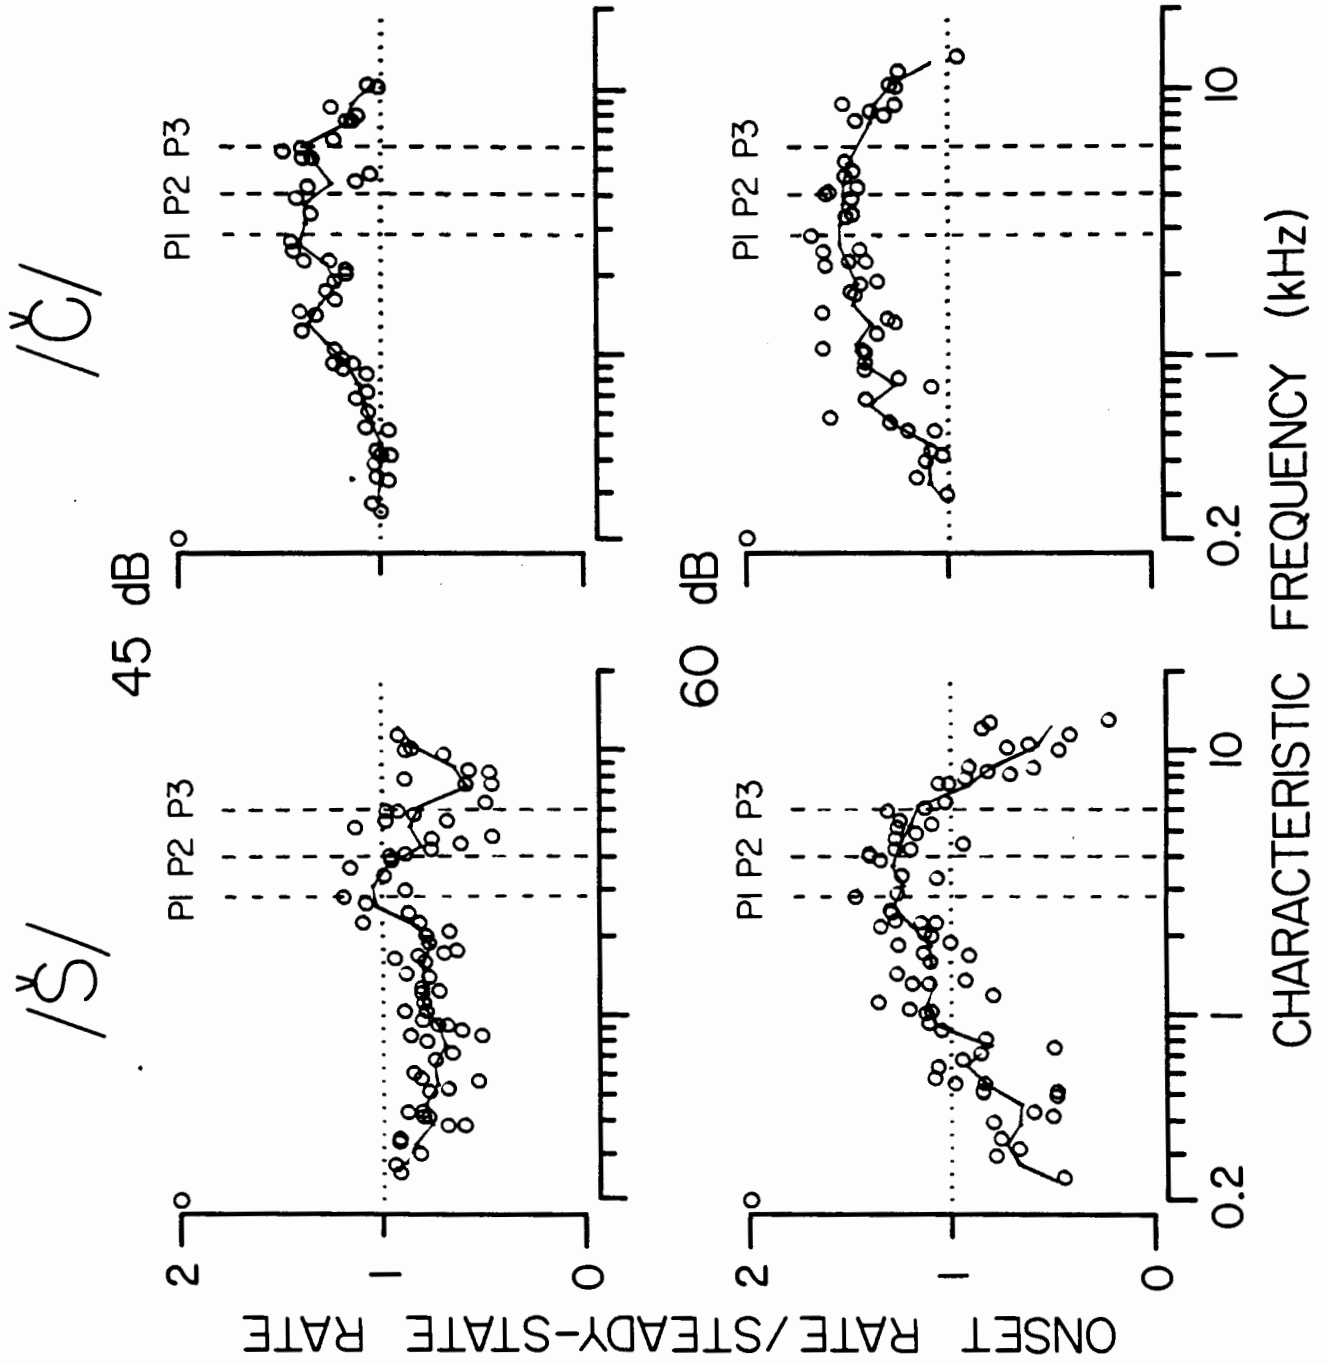 /Š/
/Č/
45 dB
P1 P2 P3
P1 P2 P3
2
1
0
60 dB
P1 P2 P3
P1 P2 P3
2
1
0
0.2 1 10
0.2 1 10
ONSET RATE/STEADY-STATE RATE
CHARACTERISTIC FREQUENCY (kHz)